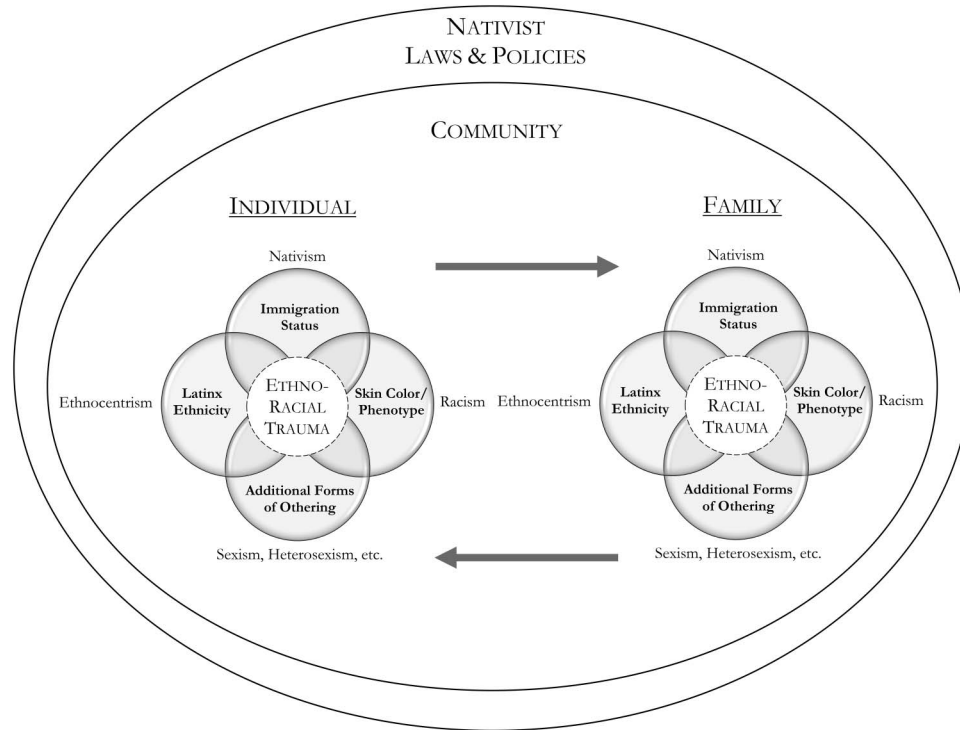 NATIVIST
LAWS & POLICIES
COMMUNITY
INDIVIDUAL
Nativism
Immigration
Status
Ethnocentrism
Latinx
Ethnicity
ETHNO-
RACIAL
TRAUMA
Skin Color/
Phenotype
Racism
Additional Forms
of Othering
Sexism, Heterosexism, etc.
FAMILY
Nativism
Immigration
Status
Ethnocentrism
Latinx
Ethnicity
ETHNO-
RACIAL
TRAUMA
Skin Color/
Phenotype
Racism
Additional Forms
of Othering
Sexism, Heterosexism, etc.